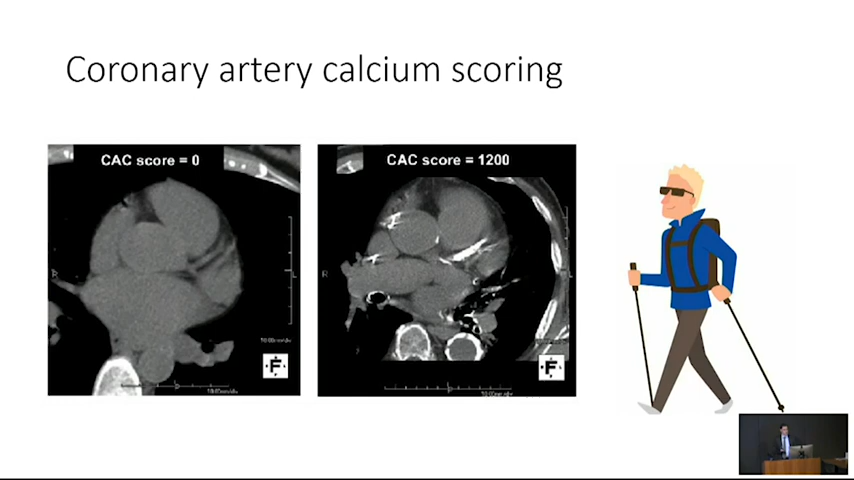 Coronary artery calcium scoring
CAC score = 0
CAC score = 1200
R
L
R
F
F